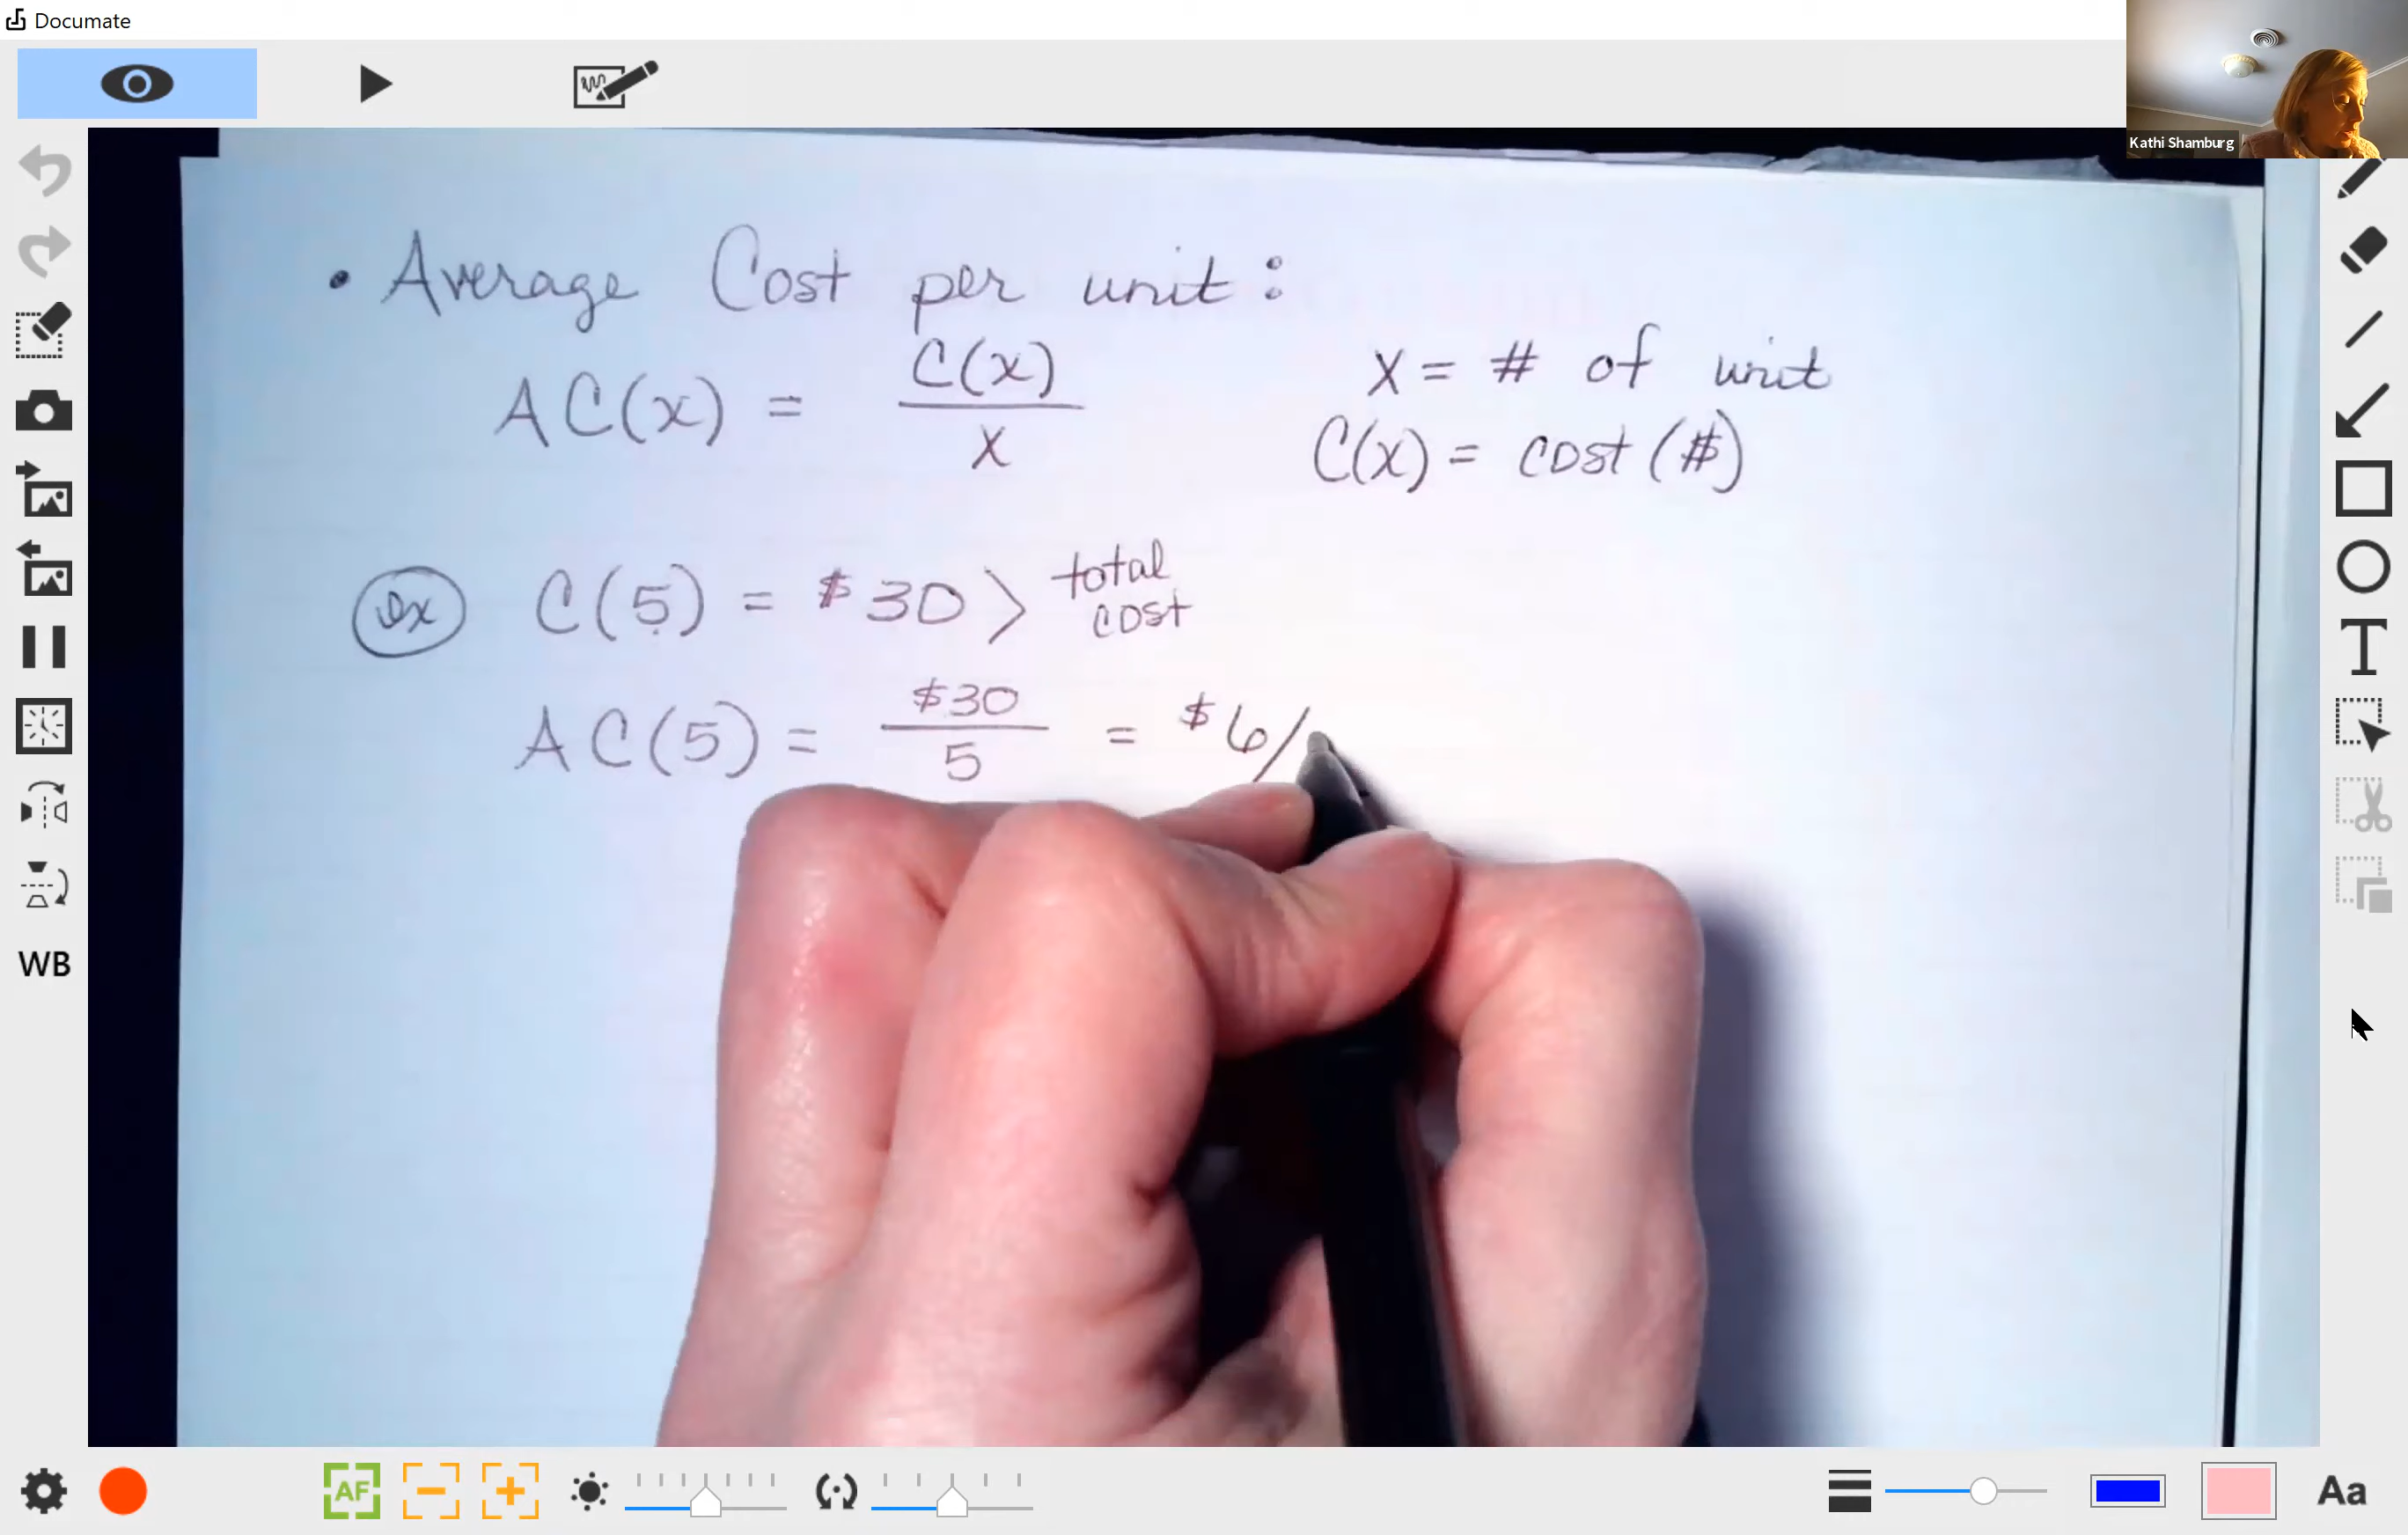 Documate
Kathi Shamburg
• Average Cost per unit:
AC(x) = C(x)/x
x = # of unit
C(x) = cost ($)
ex C(5) = $30 > total cost
AC(5) = $30/5 = $6/
WB
AF
T
Aa